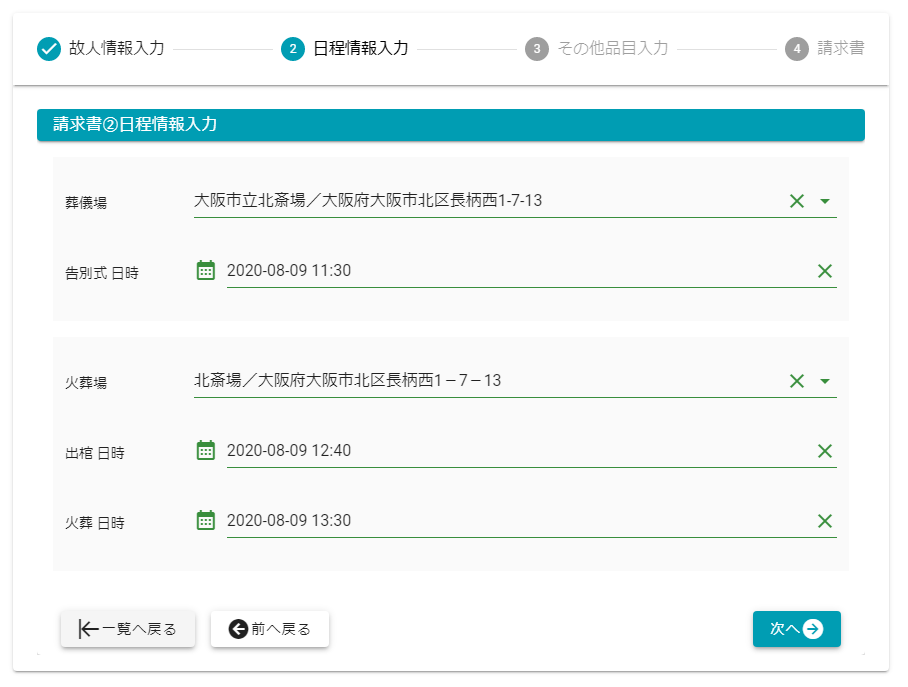 故人情報入力 2 日程情報入力 3 その他品目入力 4 請求書
請求書②日程情報入力
葬儀場 大阪市立北斎場／大阪府大阪市北区長柄西1-7-13
告別式 日時 2020-08-09 11:30
火葬場 北斎場／大阪府大阪市北区長柄西1－7－13
出棺 日時 2020-08-09 12:40
火葬 日時 2020-08-09 13:30
一覧へ戻る 前へ戻る 次へ